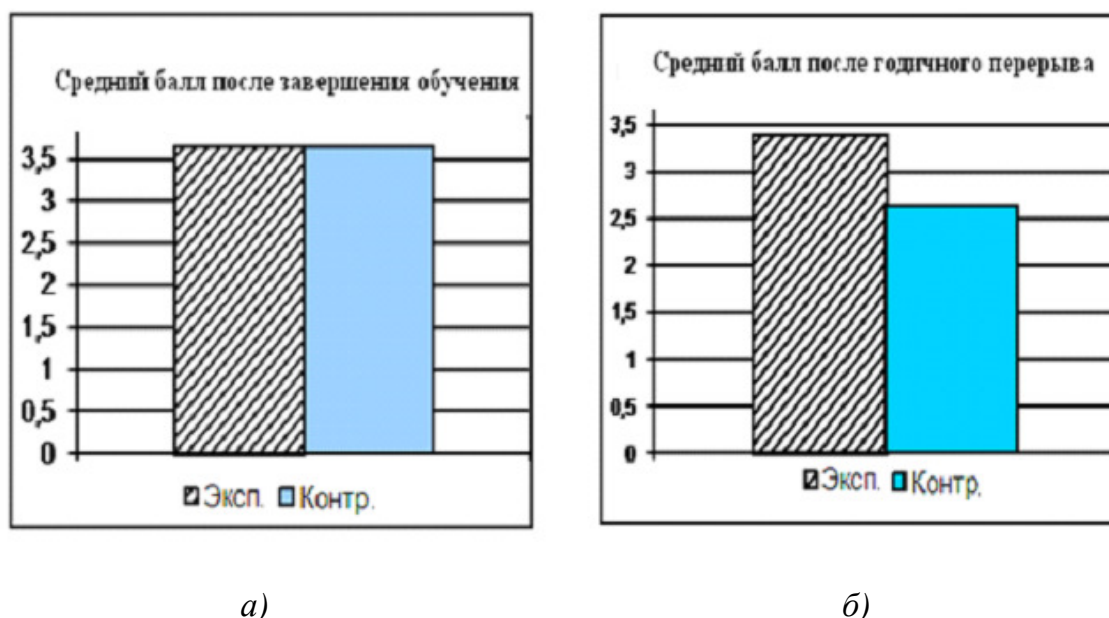 Средний балл после завершения обучения
3,5
3
2,5
2
1,5
1
0,5
0
Эксп. Контр.
Средний балл после годичного перерыва
3,5
3
2,5
2
1,5
1
0,5
0
Эксп. Контр.
а)
б)